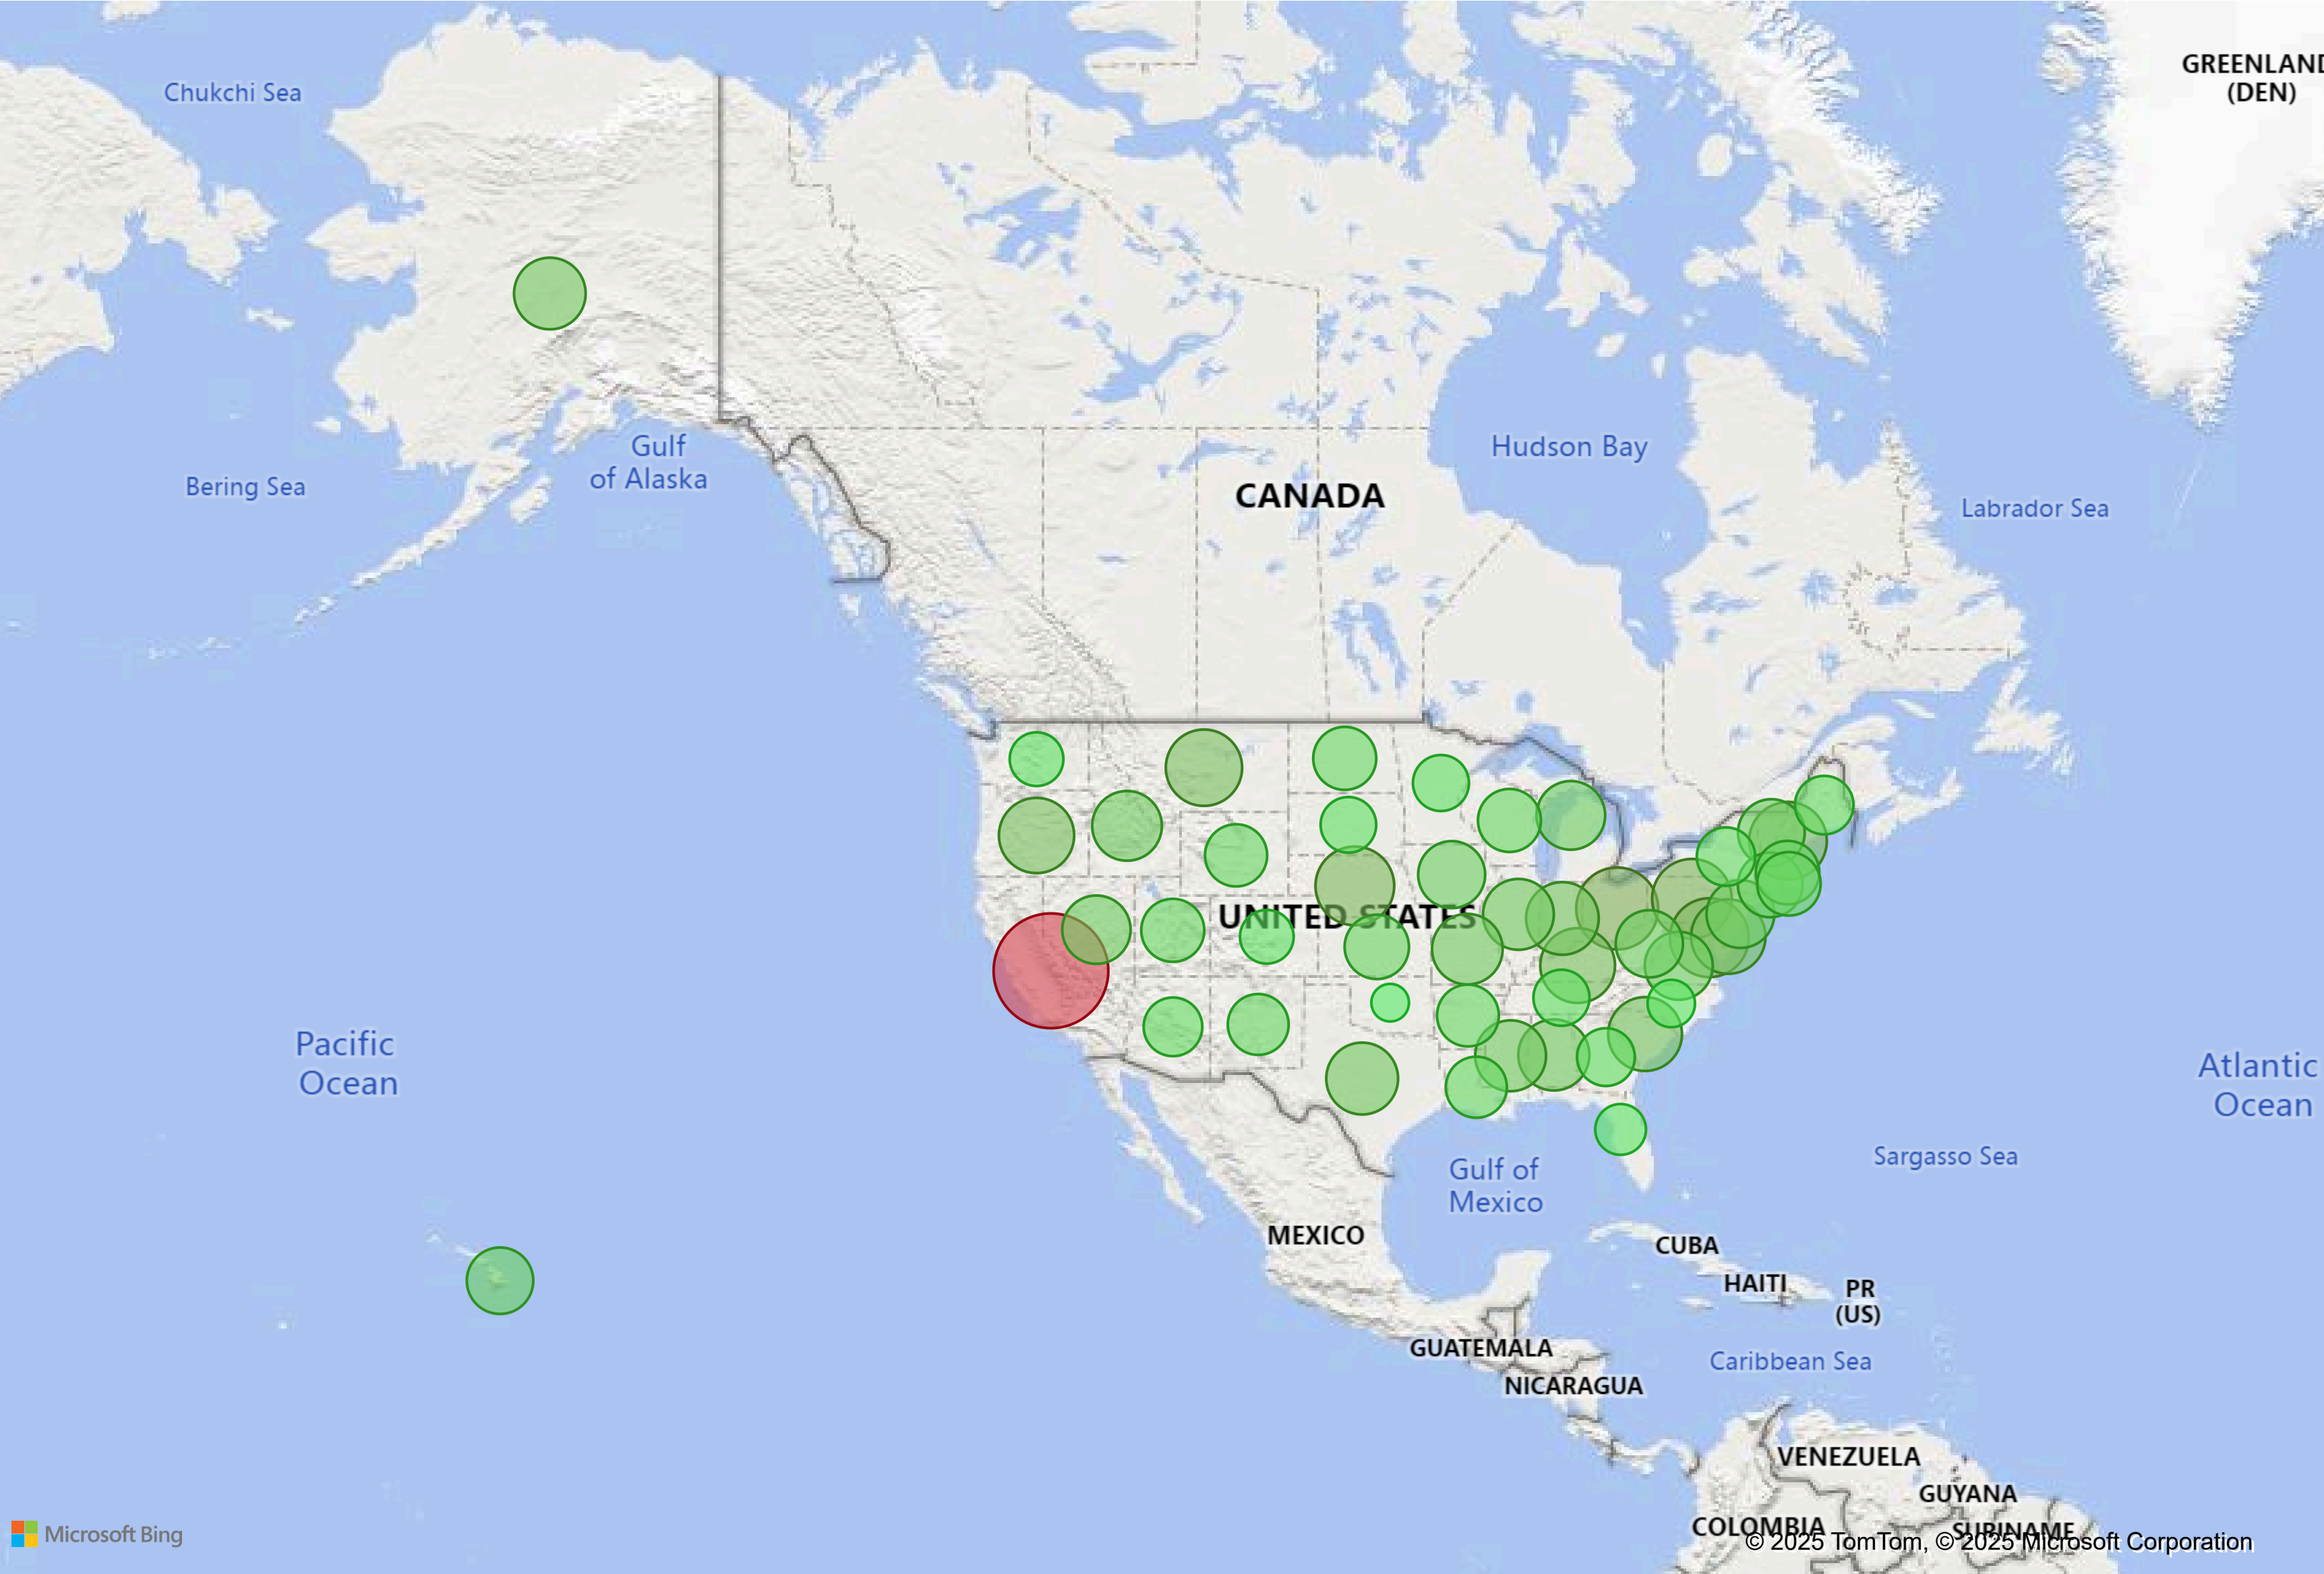 GREENLAND
(DEN)
Chukchi Sea
Gulf
of Alaska
Hudson Bay
Bering Sea
CANADA
Labrador Sea
UNITED STATES
Pacific
Ocean
Atlantic
Ocean
Sargasso Sea
Gulf of
Mexico
MEXICO
CUBA
HAITI
PR
(US)
GUATEMALA
Caribbean Sea
NICARAGUA
VENEZUELA
GUYANA
COLOMBIA
SURINAME
Microsoft Bing
© 2025 TomTom, © 2025 Microsoft Corporation